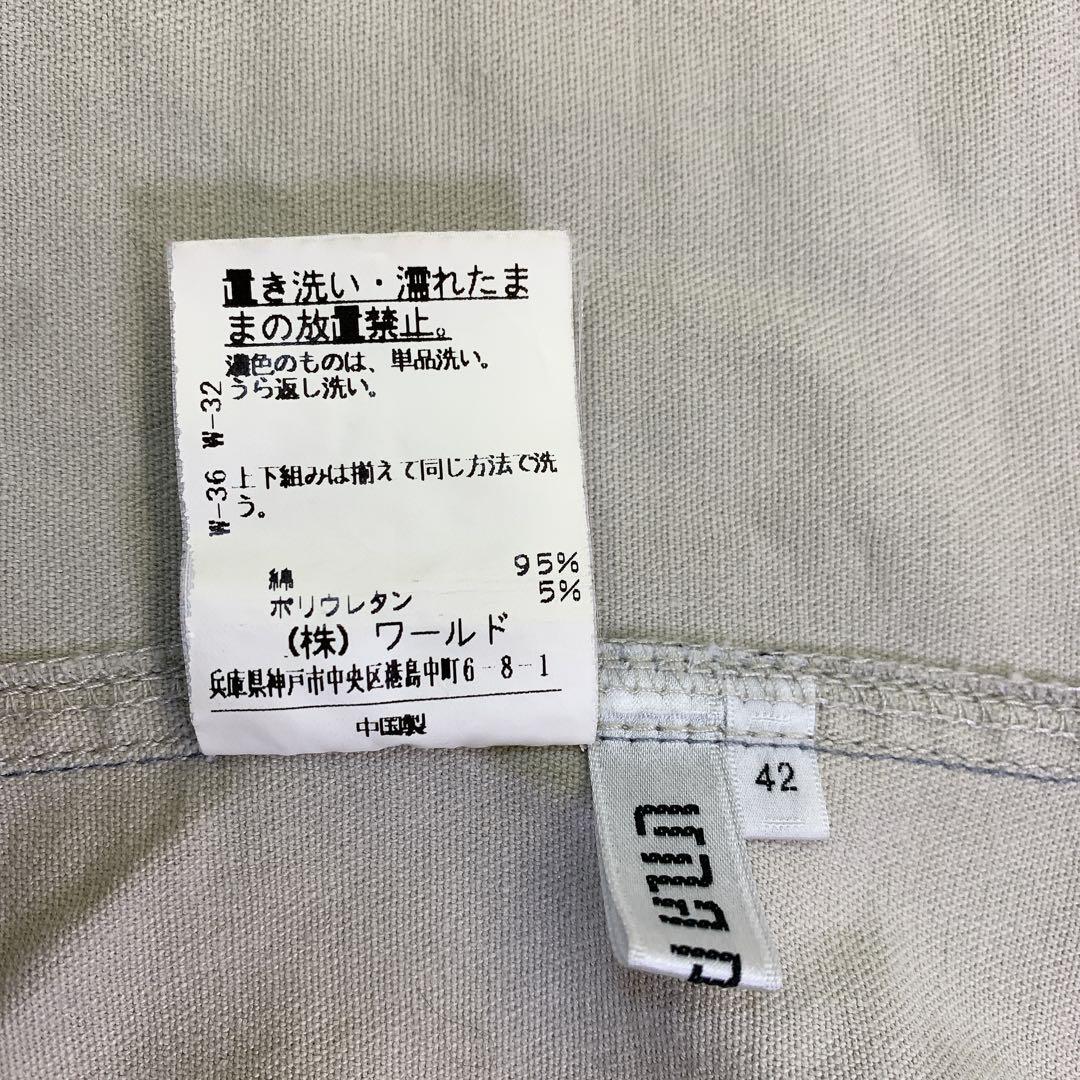 置き洗い・濡れたま
まの放置禁止。
濃色のものは、単品洗い。
うら返し洗い。
W-36 W-32
上下組みは揃えて同じ方法で洗
う。
綿 95%
ポリウレタン 5%
(株) ワールド
兵庫県神戸市中央区港島中町6-8-1
中国製
42